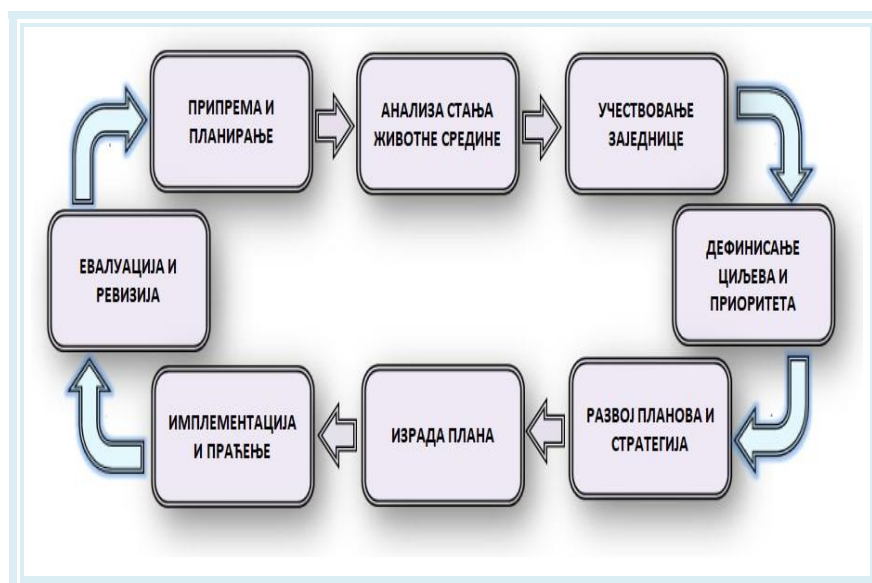 ПРИПРЕМА И
ПЛАНИРАЊЕ
АНАЛИЗА СТАЊА
ЖИВОТНЕ СРЕДИНЕ
УЧЕСТВОВАЊЕ
ЗАЈЕДНИЦЕ
ДЕФИНИСАЊЕ
ЦИЉЕВА И
ПРИОРИТЕТА
РАЗВОЈ ПЛАНОВА И
СТРАТЕГИЈА
ИЗРАДА ПЛАНА
ИМПЛЕМЕНТАЦИЈА
И ПРАЋЕЊЕ
ЕВАЛУАЦИЈА И
РЕВИЗИЈА